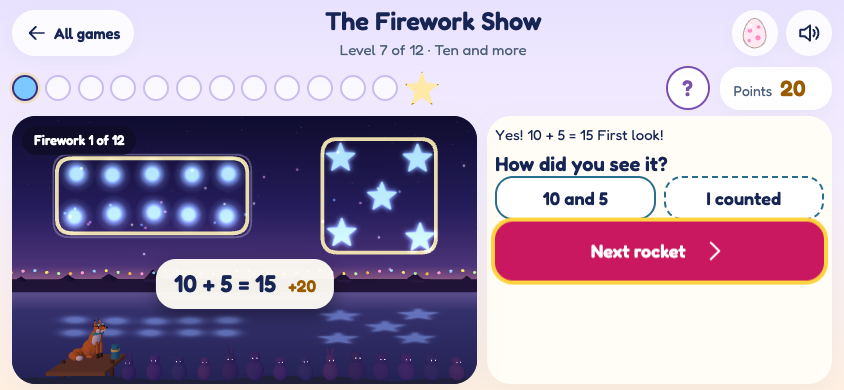 All games
The Firework Show
Level 7 of 12 · Ten and more
?
Points 20
Firework 1 of 12
10 + 5 = 15 +20
Yes! 10 + 5 = 15 First look!
How did you see it?
10 and 5
I counted
Next rocket